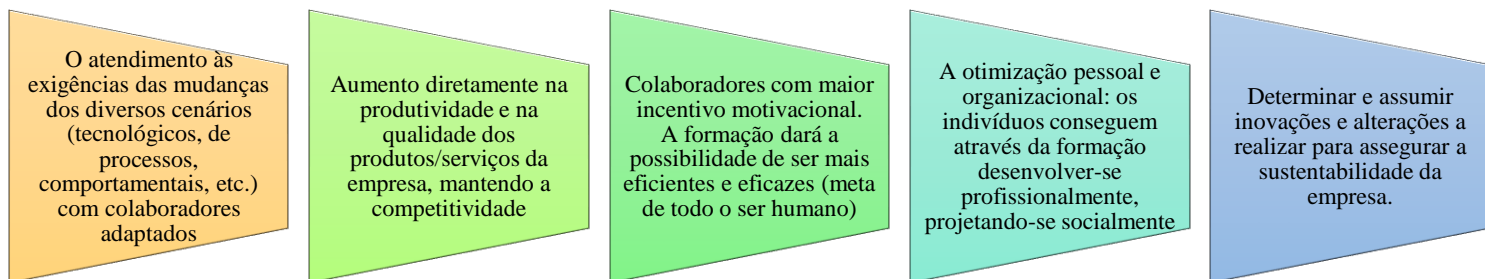 O atendimento às
exigências das mudanças
dos diversos cenários
(tecnológicos, de
processos,
comportamentais, etc.)
com colaboradores
adaptados
Aumento diretamente na
produtividade e na
qualidade dos
produtos/serviços da
empresa, mantendo a
competitividade
Colaboradores com maior
incentivo motivacional.
A formação dará a
possibilidade de ser mais
eficientes e eficazes (meta
de todo o ser humano)
A otimização pessoal e
organizacional: os
indivíduos conseguem
através da formação
desenvolver-se
profissionalmente,
projetando-se socialmente
Determinar e assumir
inovações e alterações a
realizar para assegurar a
sustentabilidade da
empresa.